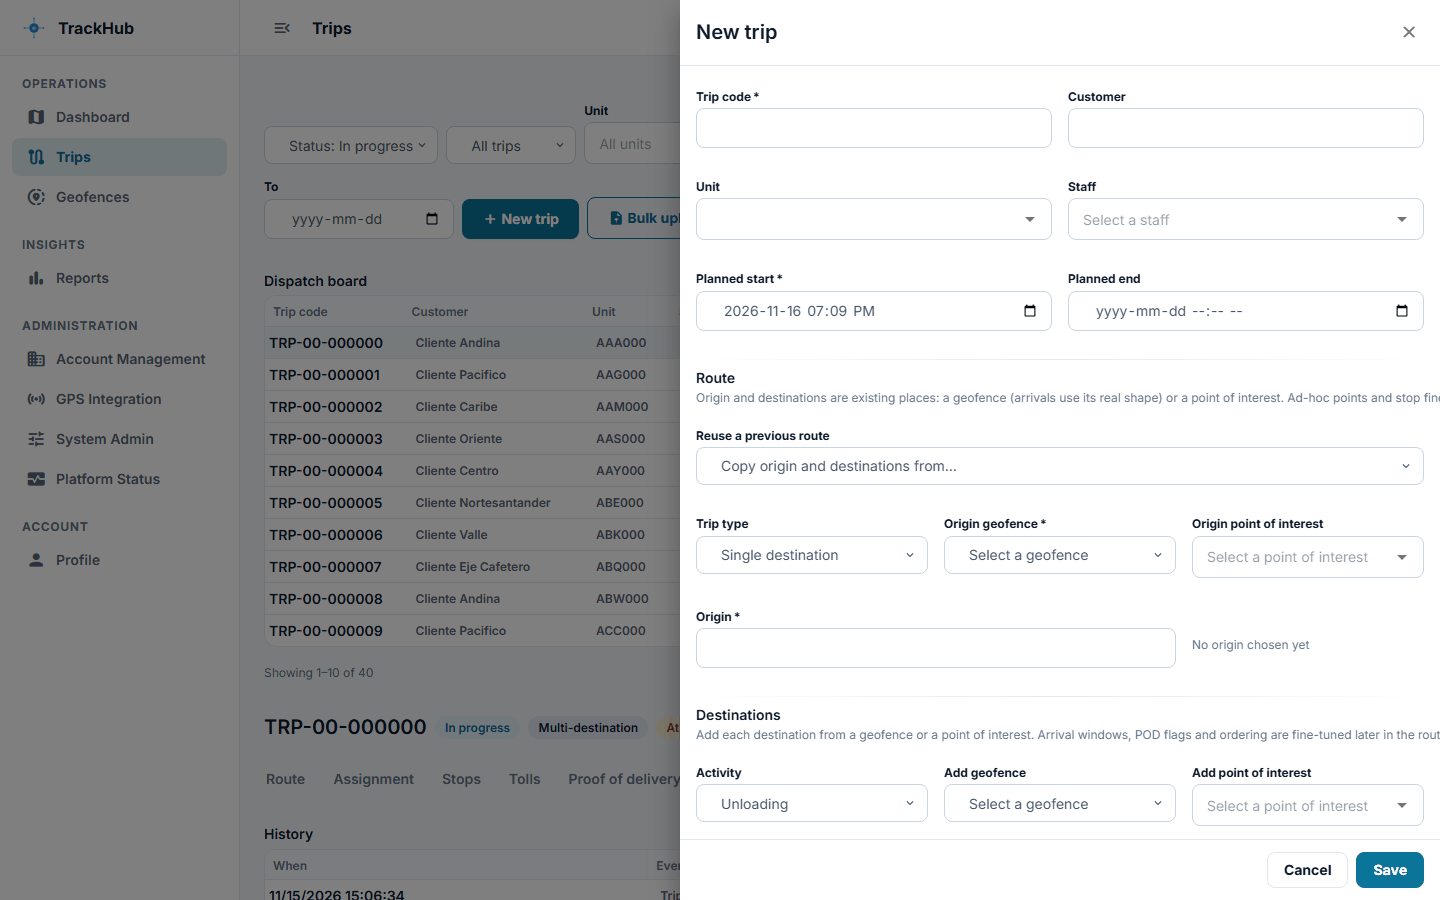 TrackHub
Trips
OPERATIONS
Dashboard
Trips
Geofences
INSIGHTS
Reports
ADMINISTRATION
Account Management
GPS Integration
System Admin
Platform Status
ACCOUNT
Profile
Unit
Status: In progress
All trips
All units
To
yyyy-mm-dd
+ New trip
Bulk upl
Dispatch board
Trip code Customer Unit
TRP-00-000000 Cliente Andina AAA000
TRP-00-000001 Cliente Pacifico AAG000
TRP-00-000002 Cliente Caribe AAM000
TRP-00-000003 Cliente Oriente AAS000
TRP-00-000004 Cliente Centro AAY000
TRP-00-000005 Cliente Nortesantander ABE000
TRP-00-000006 Cliente Valle ABK000
TRP-00-000007 Cliente Eje Cafetero ABQ000
TRP-00-000008 Cliente Andina ABW000
TRP-00-000009 Cliente Pacifico ACC000
Showing 1–10 of 40
TRP-00-000000 In progress Multi-destination At
Route Assignment Stops Tolls Proof of delivery
History
When Eve
11/15/2026 15:06:34 Trip
New trip
Trip code * Customer
Unit Staff
Select a staff
Planned start * Planned end
2026-11-16 07:09 PM yyyy-mm-dd --:-- --
Route
Origin and destinations are existing places: a geofence (arrivals use its real shape) or a point of interest. Ad-hoc points and stop fine
Reuse a previous route
Copy origin and destinations from...
Trip type Origin geofence * Origin point of interest
Single destination Select a geofence Select a point of interest
Origin *
No origin chosen yet
Destinations
Add each destination from a geofence or a point of interest. Arrival windows, POD flags and ordering are fine-tuned later in the rout
Activity Add geofence Add point of interest
Unloading Select a geofence Select a point of interest
Cancel Save